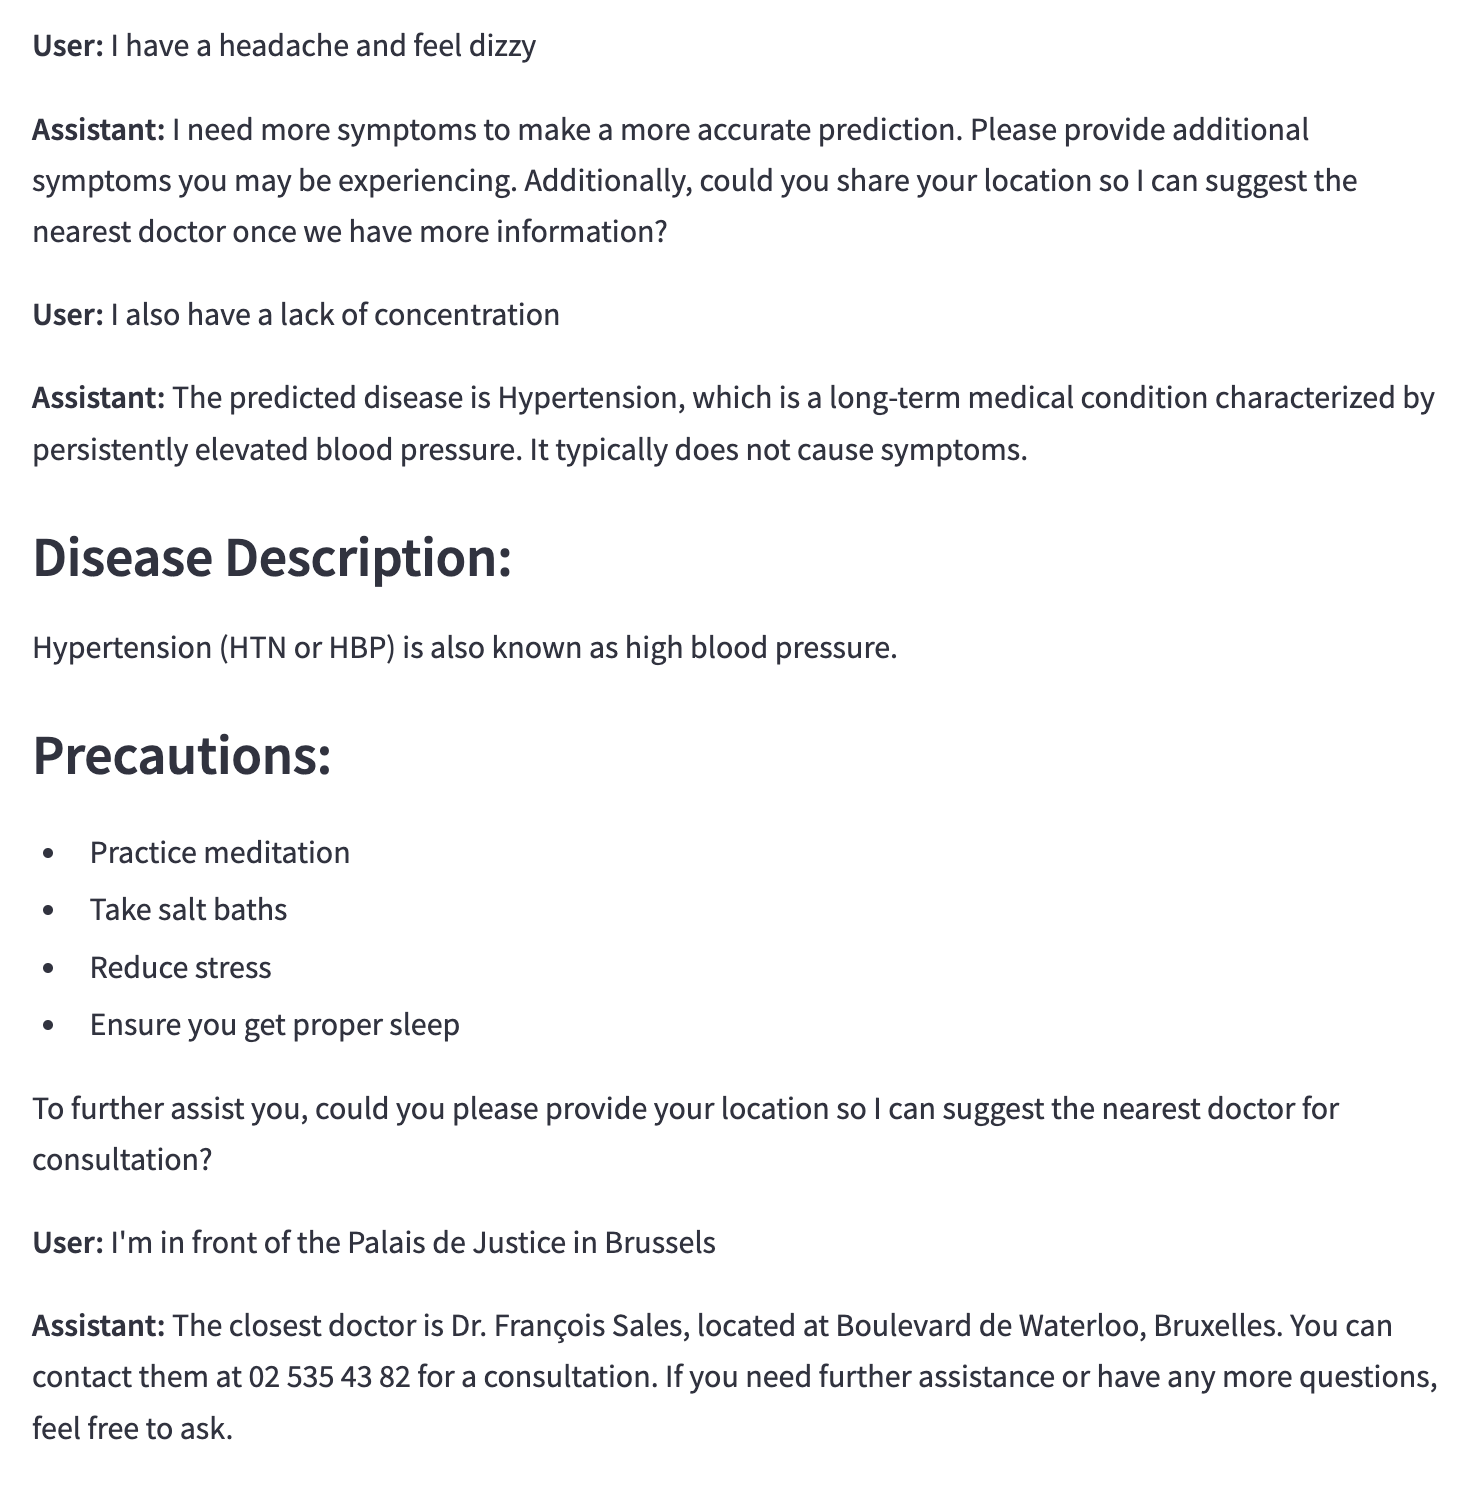 User: I have a headache and feel dizzy
Assistant: I need more symptoms to make a more accurate prediction. Please provide additional
symptoms you may be experiencing. Additionally, could you share your location so I can suggest the
nearest doctor once we have more information?
User: I also have a lack of concentration
Assistant: The predicted disease is Hypertension, which is a long-term medical condition characterized by
persistently elevated blood pressure. It typically does not cause symptoms.
Disease Description:
Hypertension (HTN or HBP) is also known as high blood pressure.
Precautions:
• Practice meditation
• Take salt baths
• Reduce stress
• Ensure you get proper sleep
To further assist you, could you please provide your location so I can suggest the nearest doctor for
consultation?
User: I'm in front of the Palais de Justice in Brussels
Assistant: The closest doctor is Dr. François Sales, located at Boulevard de Waterloo, Bruxelles. You can
contact them at 02 535 43 82 for a consultation. If you need further assistance or have any more questions,
feel free to ask.